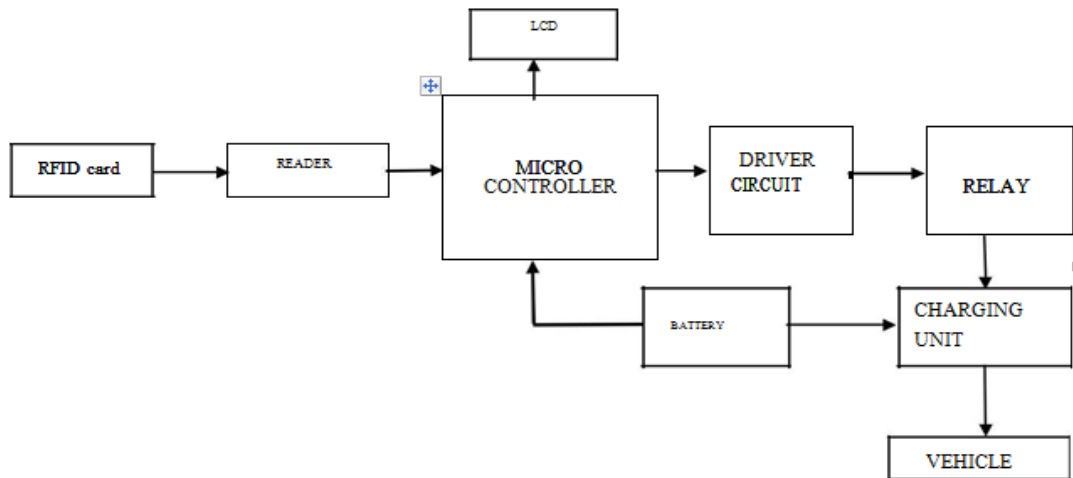 LCD
RFID card
READER
MICRO
CONTROLLER
DRIVER
CIRCUIT
RELAY
BATTERY
CHARGING
UNIT
VEHICLE